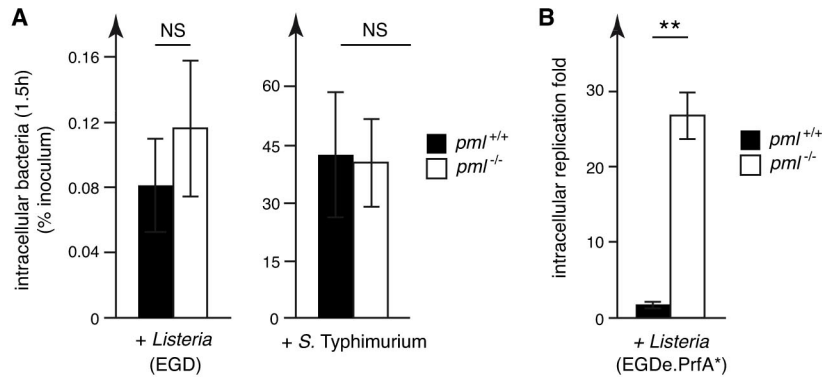 A
NS
NS
intracellular bacteria (1.5h)
(% inoculum)
0.16
0.12
0.08
0.04
0
60
45
30
15
0
pml +/+
pml -/-
+ Listeria
(EGD)
+ S. Typhimurium
B
**
intracellular replication fold
30
20
10
0
pml +/+
pml -/-
+ Listeria
(EGDe.PrfA*)